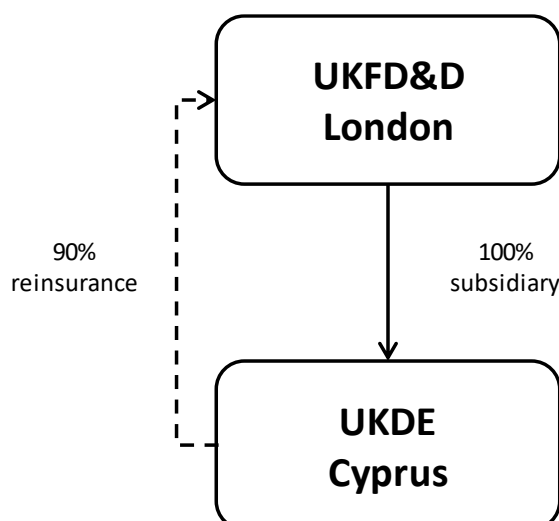 UKFD&D
London
90%
reinsurance
100%
subsidiary
UKDE
Cyprus